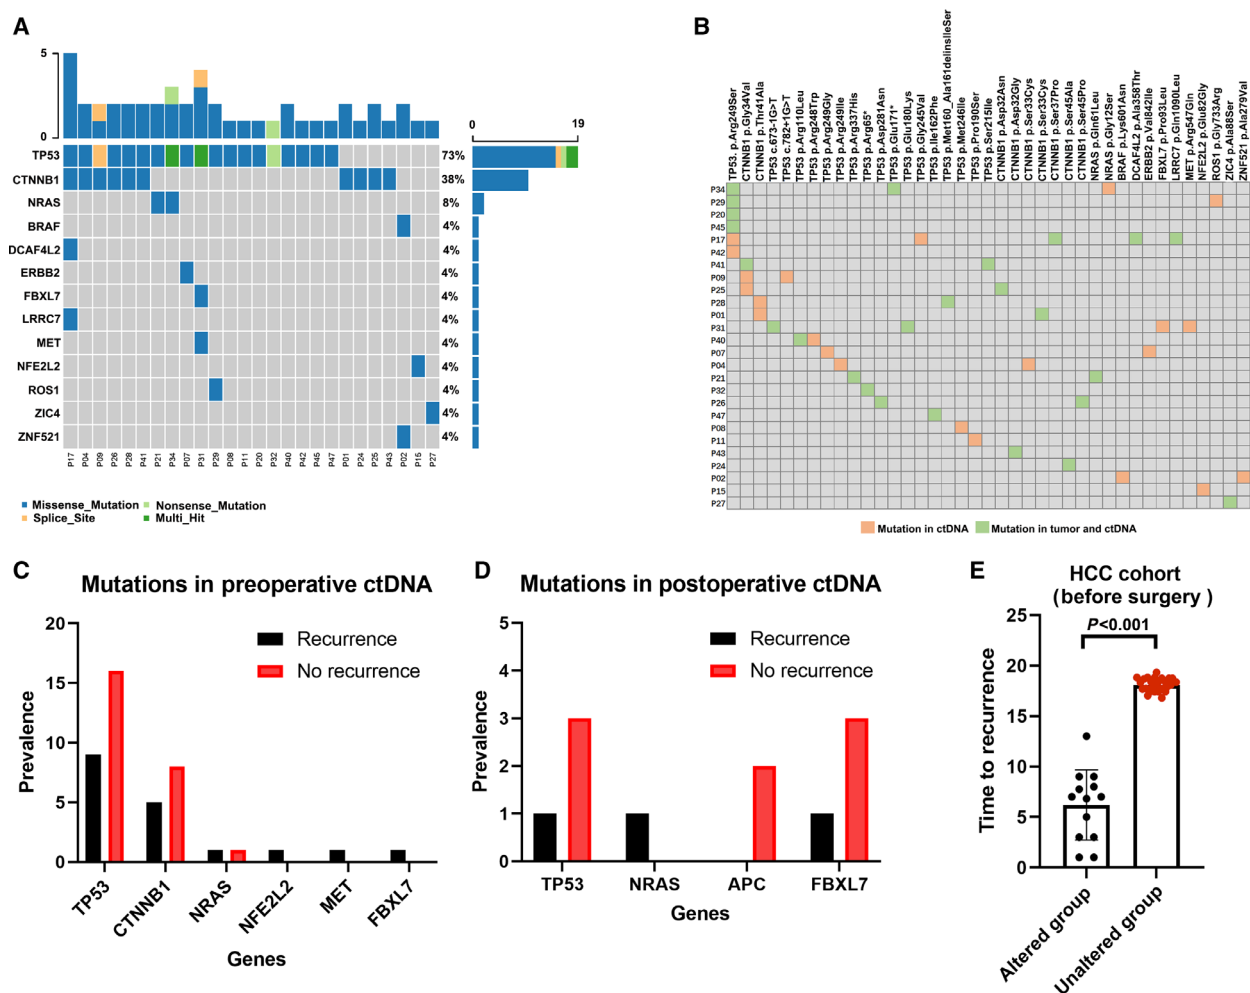 A
5
0
0
19
TP53
73%
CTNNB1
38%
NRAS
8%
BRAF
4%
DCAF4L2
4%
ERBB2
4%
FBXL7
4%
LRRC7
4%
MET
4%
NFE2L2
4%
ROS1
4%
ZIC4
4%
ZNF521
4%
P17
P04
P09
P26
P28
P41
P21
P34
P07
P31
P29
P08
P11
P20
P32
P40
P42
P45
P47
P01
P24
P25
P43
P02
P15
P27
Missense_Mutation
Nonsense_Mutation
Splice_Site
Multi_Hit
B
TP53. p.Arg249Ser
CTNNB1 p.Gly34Val
CTNNB1 p.Thr41Ala
TP53 c.673-1G>T
TP53 c.782+1G>T
TP53 p.Arg110Leu
TP53 p.Arg248Trp
TP53 p.Arg249Gly
TP53 p.Arg249Ile
TP53 p.Arg337His
TP53 p.Arg65*
TP53 p.Asp281Asn
TP53 p.Glu171*
TP53 p.Glu180Lys
TP53 p.Gly245Val
TP53 p.Ile162Phe
TP53 p.Met160_Ala161delinsIleSer
TP53 p.Met246Ile
TP53 p.Pro190Ser
TP53 p.Ser215Ile
CTNNB1 p.Asp32Asn
CTNNB1 p.Asp32Gly
CTNNB1 p.Ser33Cys
CTNNB1 p.Ser33Cys
CTNNB1 p.Ser37Pro
CTNNB1 p.Ser45Ala
CTNNB1 p.Ser45Pro
NRAS p.Gln61Leu
NRAS p.Gly12Ser
BRAF p.Lys601Asn
DCAF4L2 p.Ala358Thr
ERBB2 p.Val842Ile
FBXL7 p.Pro93Leu
LRRC7 p.Gln1090Leu
MET p.Arg547Gln
NFE2L2 p.Glu82Gly
ROS1 p.Gly733Arg
ZIC4 p.Ala88Ser
ZNF521 p.Ala279Val
P34
P29
P20
P45
P17
P42
P41
P09
P25
P28
P01
P31
P40
P07
P04
P21
P32
P26
P47
P08
P11
P43
P24
P02
P15
P27
Mutation in ctDNA
Mutation in tumor and ctDNA
C
Mutations in preoperative ctDNA
Prevalence
20
15
10
5
0
Recurrence
No recurrence
TP53
CTNNB1
NRAS
NFE2L2
MET
FBXL7
Genes
D
Mutations in postoperative ctDNA
Prevalence
5
4
3
2
1
0
Recurrence
No recurrence
TP53
NRAS
APC
FBXL7
Genes
E
HCC cohort
(before surgery )
P<0.001
Time to recurrence
25
20
15
10
5
0
Altered group
Unaltered group